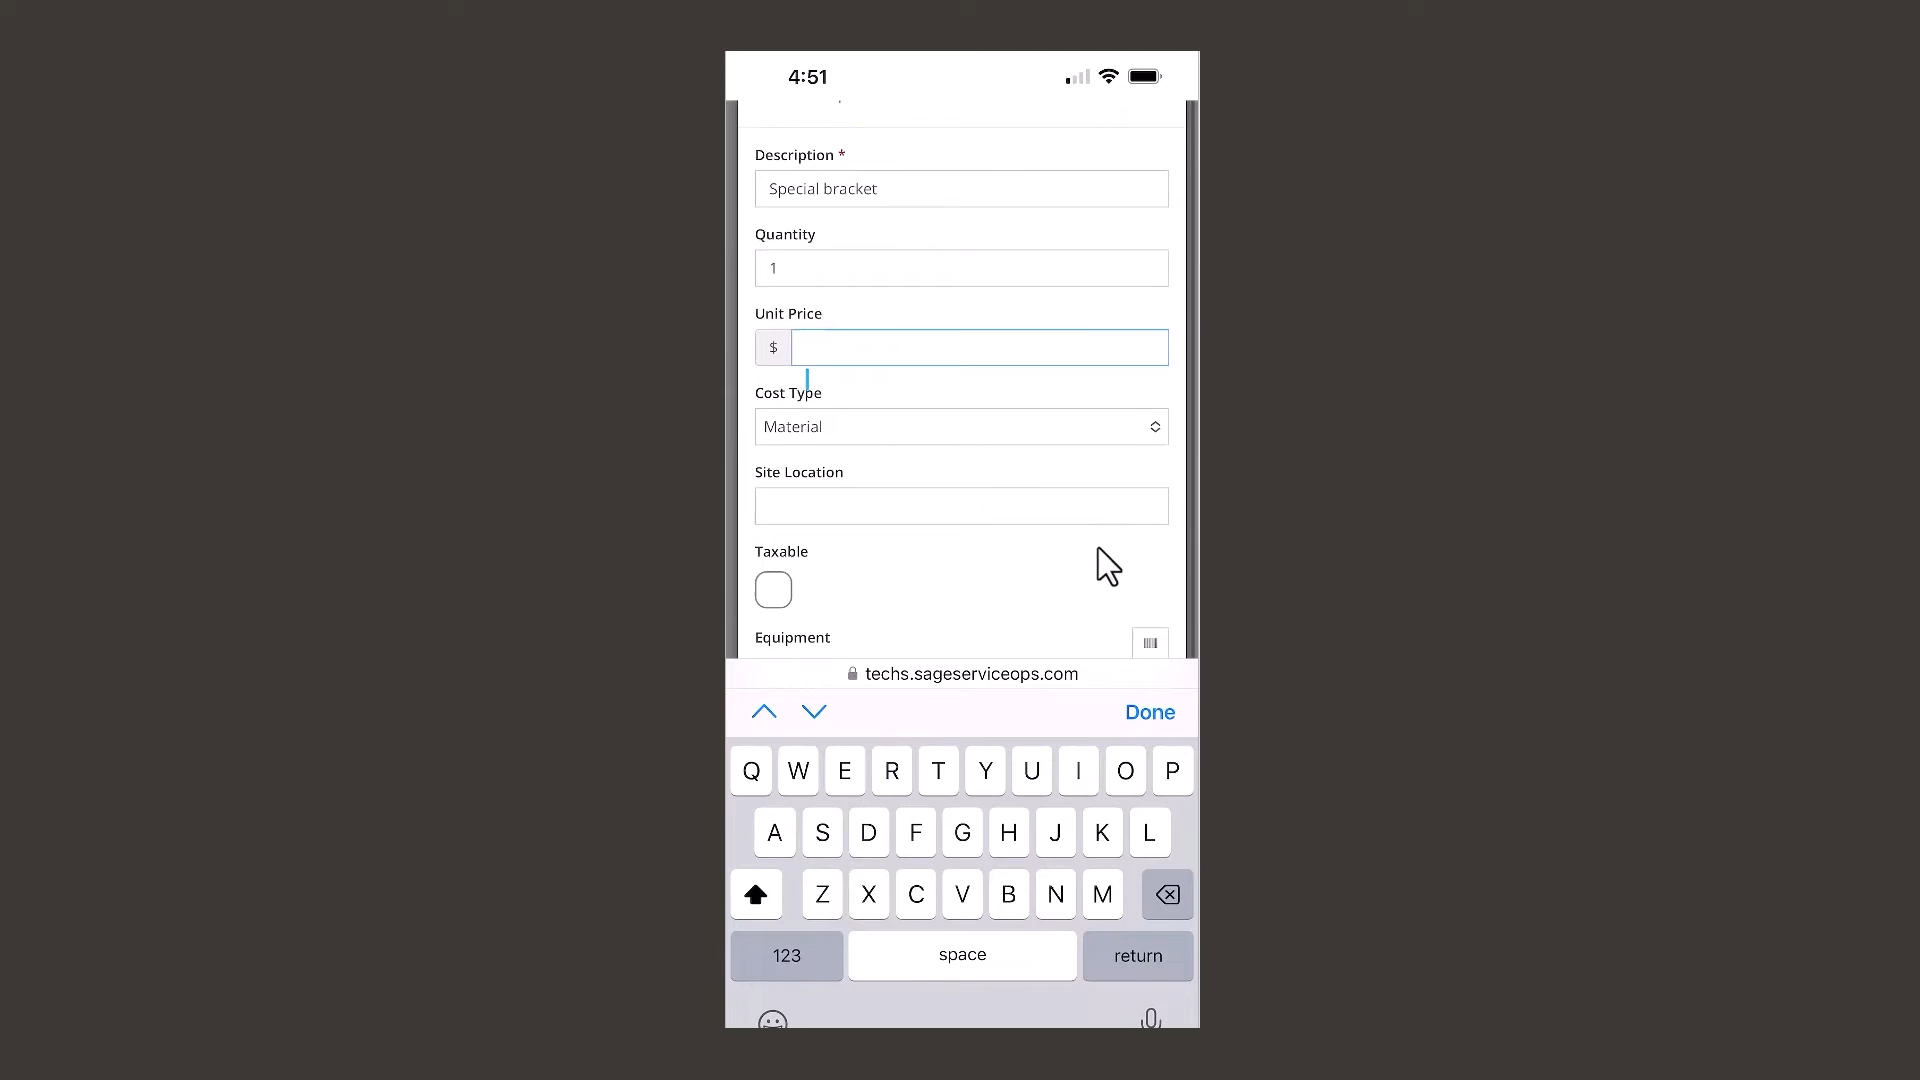 4:51
Description *
Special bracket
Quantity
1
Unit Price
$
Cost Type
Material
Site Location
Taxable
Equipment
techs.sageserviceops.com
Done
Q W E R T Y U I O P
A S D F G H J K L
Z X C V B N M
123 space return